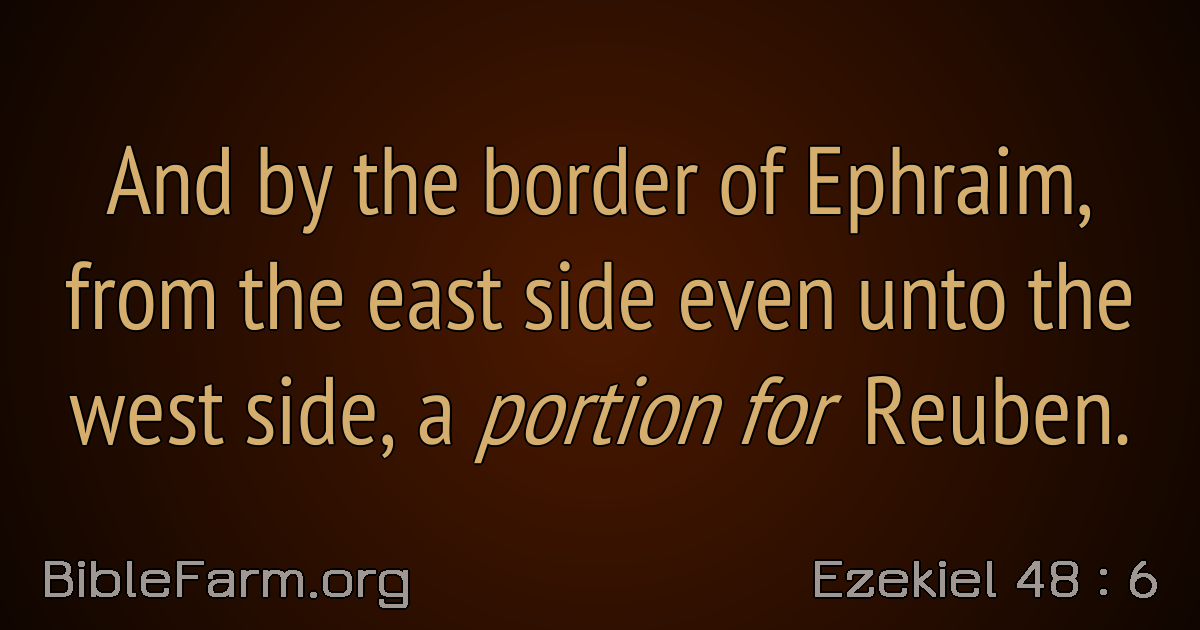 And by the border of Ephraim,
from the east side even unto the
west side, a portion for Reuben.
BibleFarm.org
Ezekiel 48 : 6